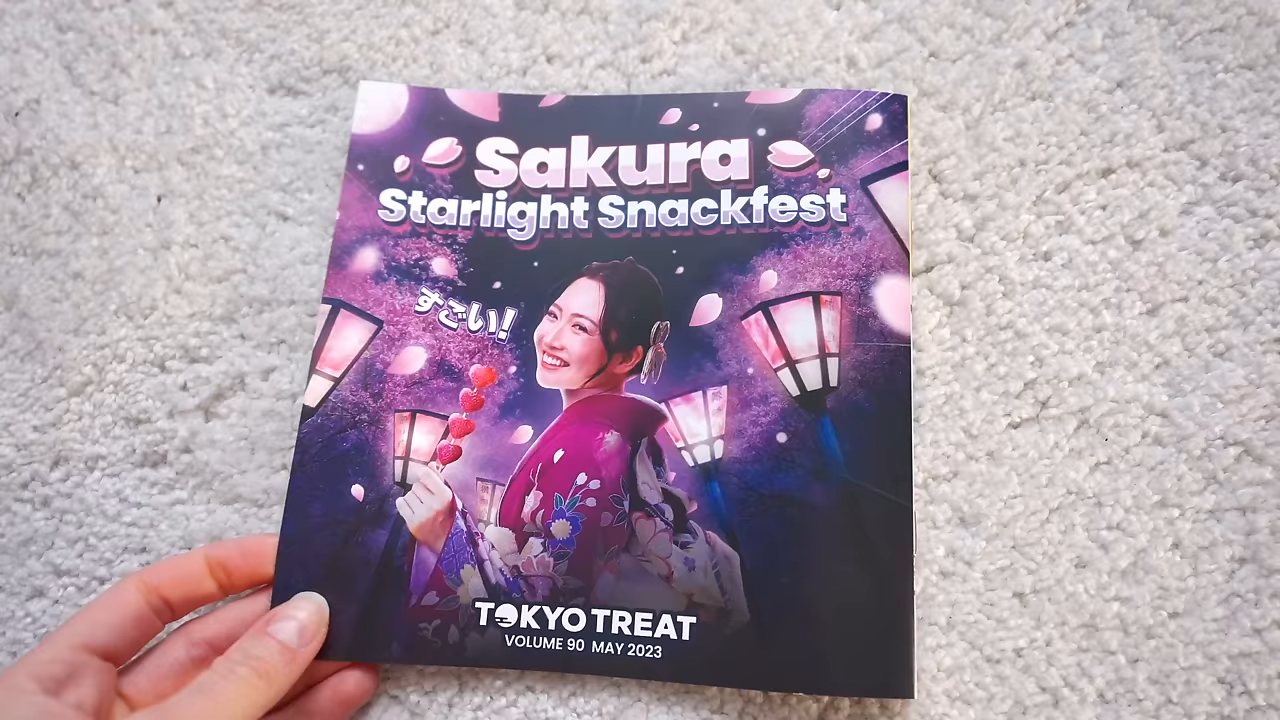 Sakura
Starlight Snackfest
すごい!
TOKYO TREAT
VOLUME 90 MAY 2023